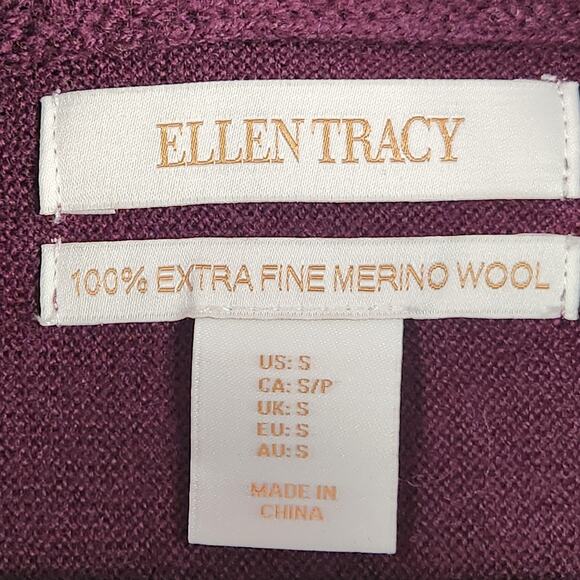 ELLEN TRACY
100% EXTRA FINE MERINO WOOL
US: S
CA: S/P
UK: S
EU: S
AU: S
MADE IN
CHINA